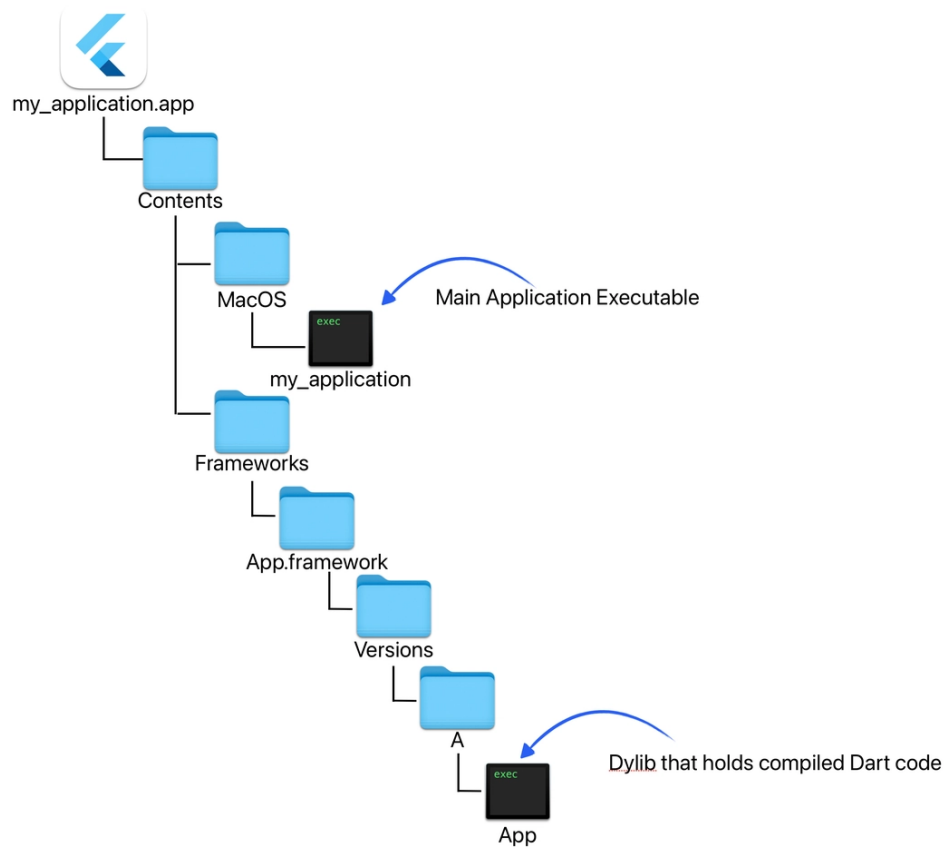 my_application.app
Contents
MacOS
Main Application Executable
exec
my_application
Frameworks
App.framework
Versions
A
Dylib that holds compiled Dart code
exec
App